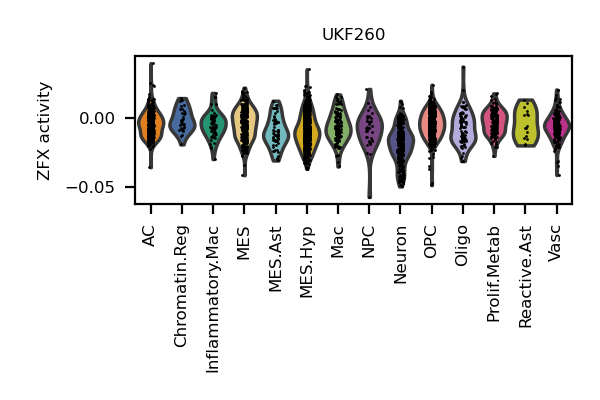 UKF260
ZFX activity
0.00
−0.05
AC
Chromatin.Reg
Inflammatory.Mac
MES
MES.Ast
MES.Hyp
Mac
NPC
Neuron
OPC
Oligo
Prolif.Metab
Reactive.Ast
Vasc